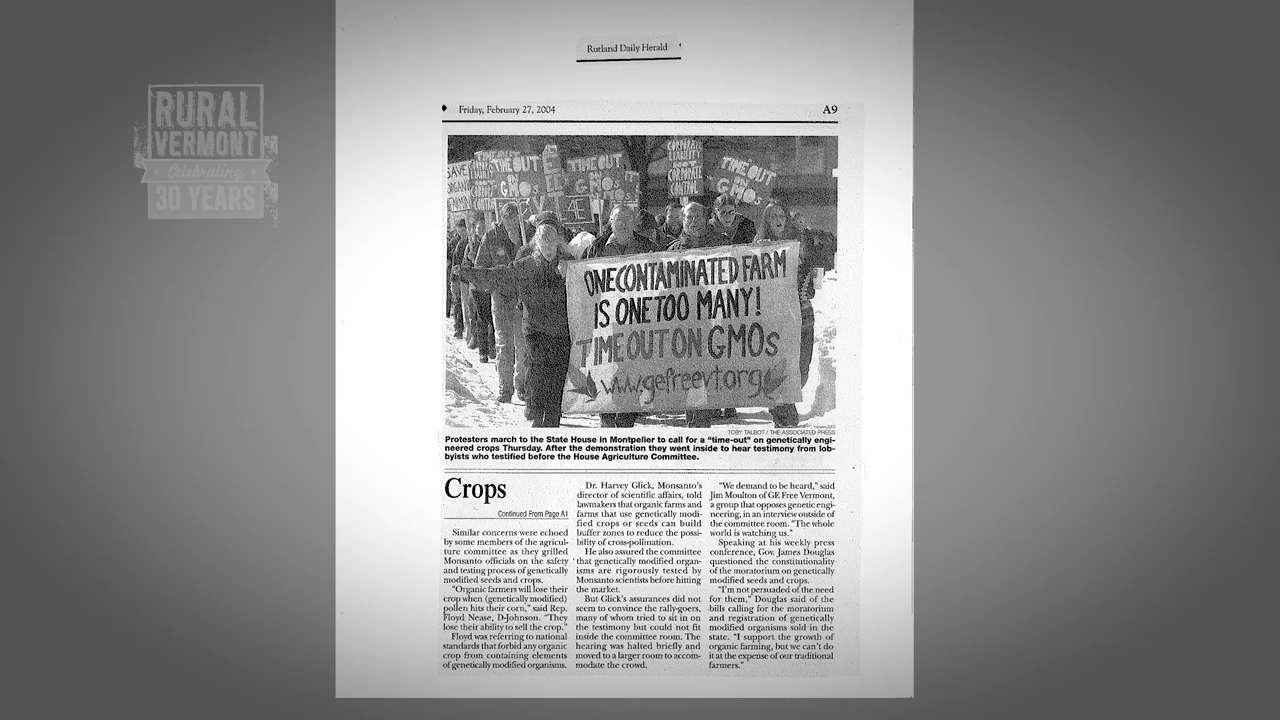 RURAL
VERMONT
Celebrating
30 YEARS
Rutland Daily Herald
Friday, February 27, 2004
A9
SAVE
TIME OUT
TIME OUT
ON
GMOs
TIME OUT
ON
GMOs
CORPORATE
LIABILITY
NOT
CORPORATE
CONTROL
TIME OUT
ON
GMOs
ONE CONTAMINATED FARM
IS ONE TOO MANY!
TIME OUT ON GMOs
www.gefreevt.org
TOBY TALBOT / THE ASSOCIATED PRESS
Protesters march to the State House in Montpelier to call for a "time-out" on genetically engi-
neered crops Thursday. After the demonstration they went inside to hear testimony from lob-
byists who testified before the House Agriculture Committee.
Crops
Continued From Page A1
Similar concerns were echoed
by some members of the agricul-
ture committee as they grilled
Monsanto officials on the safety
and testing process of genetically
modified seeds and crops.
"Organic farmers will lose their
crop when (genetically modified)
pollen hits their corn," said Rep.
Floyd Nease, D-Johnson. "They
lose their ability to sell the crop."
Floyd was referring to national
standards that forbid any organic
crop from containing elements
of genetically modified organisms.
Dr. Harvey Glick, Monsanto's
director of scientific affairs, told
lawmakers that organic farms and
farms that use genetically modi-
fied crops or seeds can build
buffer zones to reduce the possi-
bility of cross-pollination.
He also assured the committee
that genetically modified organ-
isms are rigorously tested by
Monsanto scientists before hitting
the market.
But Glick's assurances did not
seem to convince the rally-goers,
many of whom tried to sit in on
the testimony but could not fit
inside the committee room. The
hearing was halted briefly and
moved to a larger room to accom-
modate the crowd.
"We demand to be heard," said
Jim Moulton of GE Free Vermont,
a group that opposes genetic engi-
neering, in an interview outside of
the committee room. "The whole
world is watching us."
Speaking at his weekly press
conference, Gov. James Douglas
questioned the constitutionality
of the moratorium on genetically
modified seeds and crops.
"I'm not persuaded of the need
for them," Douglas said of the
bills calling for the moratorium
and registration of genetically
modified organisms sold in the
state. "I support the growth of
organic farming, but we can't do
it at the expense of our traditional
farmers."